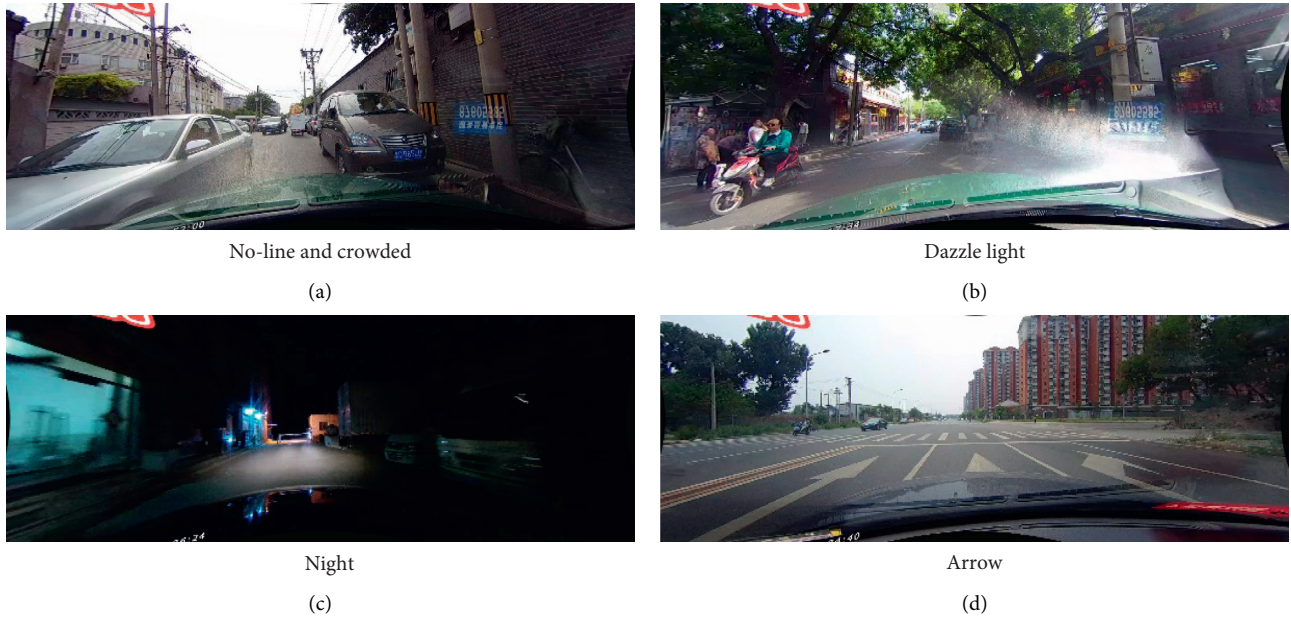 No-line and crowded
(a)
Dazzle light
(b)
Night
(c)
Arrow
(d)